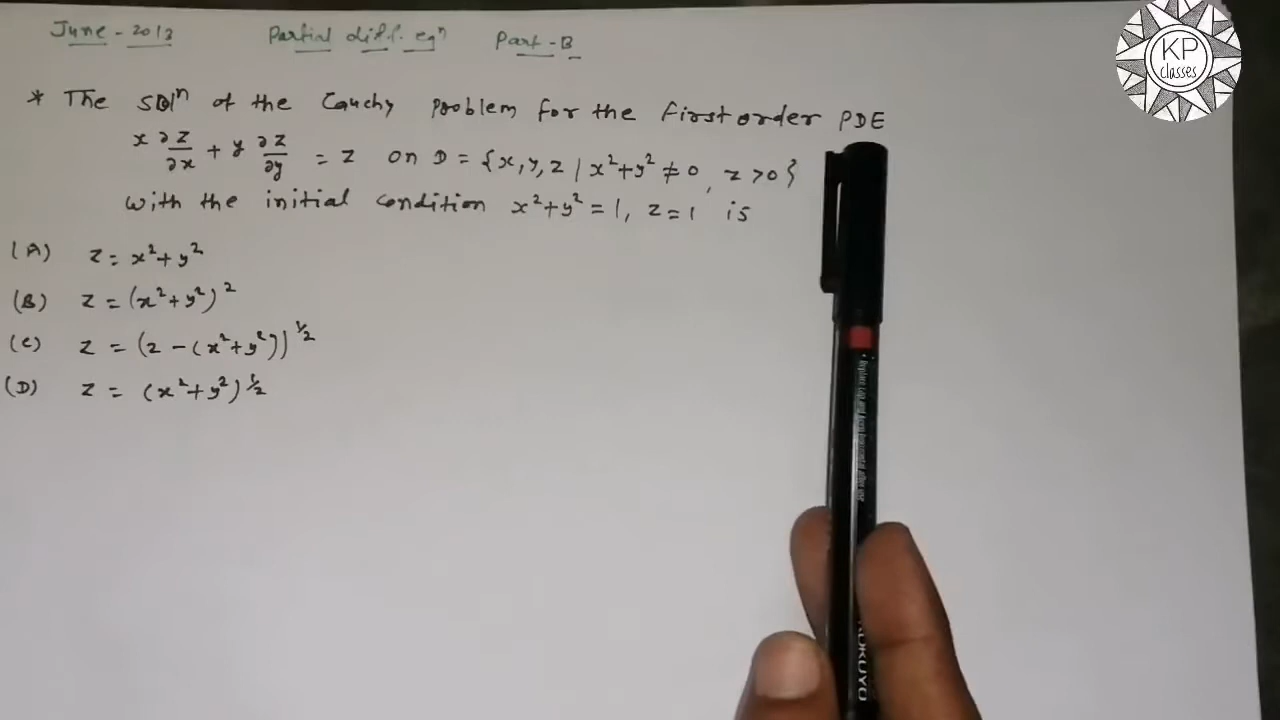 June - 2013 Partial diff. eqn Part-B
KP classes
* The solⁿ of the Cauchy problem for the first order PDE
x ∂z/∂x + y ∂z/∂y = z on D = {x, y, z | x²+y² ≠ 0, z > 0}
with the initial condition x²+y² = 1, z = 1 is
(A) z = x²+y²
(B) z = (x²+y²)²
(C) z = (2 - (x²+y²))^½
(D) z = (x²+y²)^½
KOKUYO